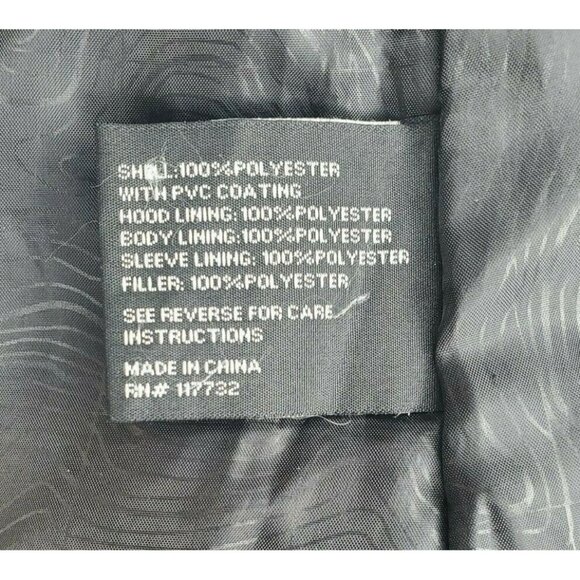 SHELL:100%POLYESTER
WITH PVC COATING
HOOD LINING:100%POLYESTER
BODY LINING:100%POLYESTER
SLEEVE LINING: 100%POLYESTER
FILLER: 100%POLYESTER
SEE REVERSE FOR CARE
INSTRUCTIONS
MADE IN CHINA
RN# 117732